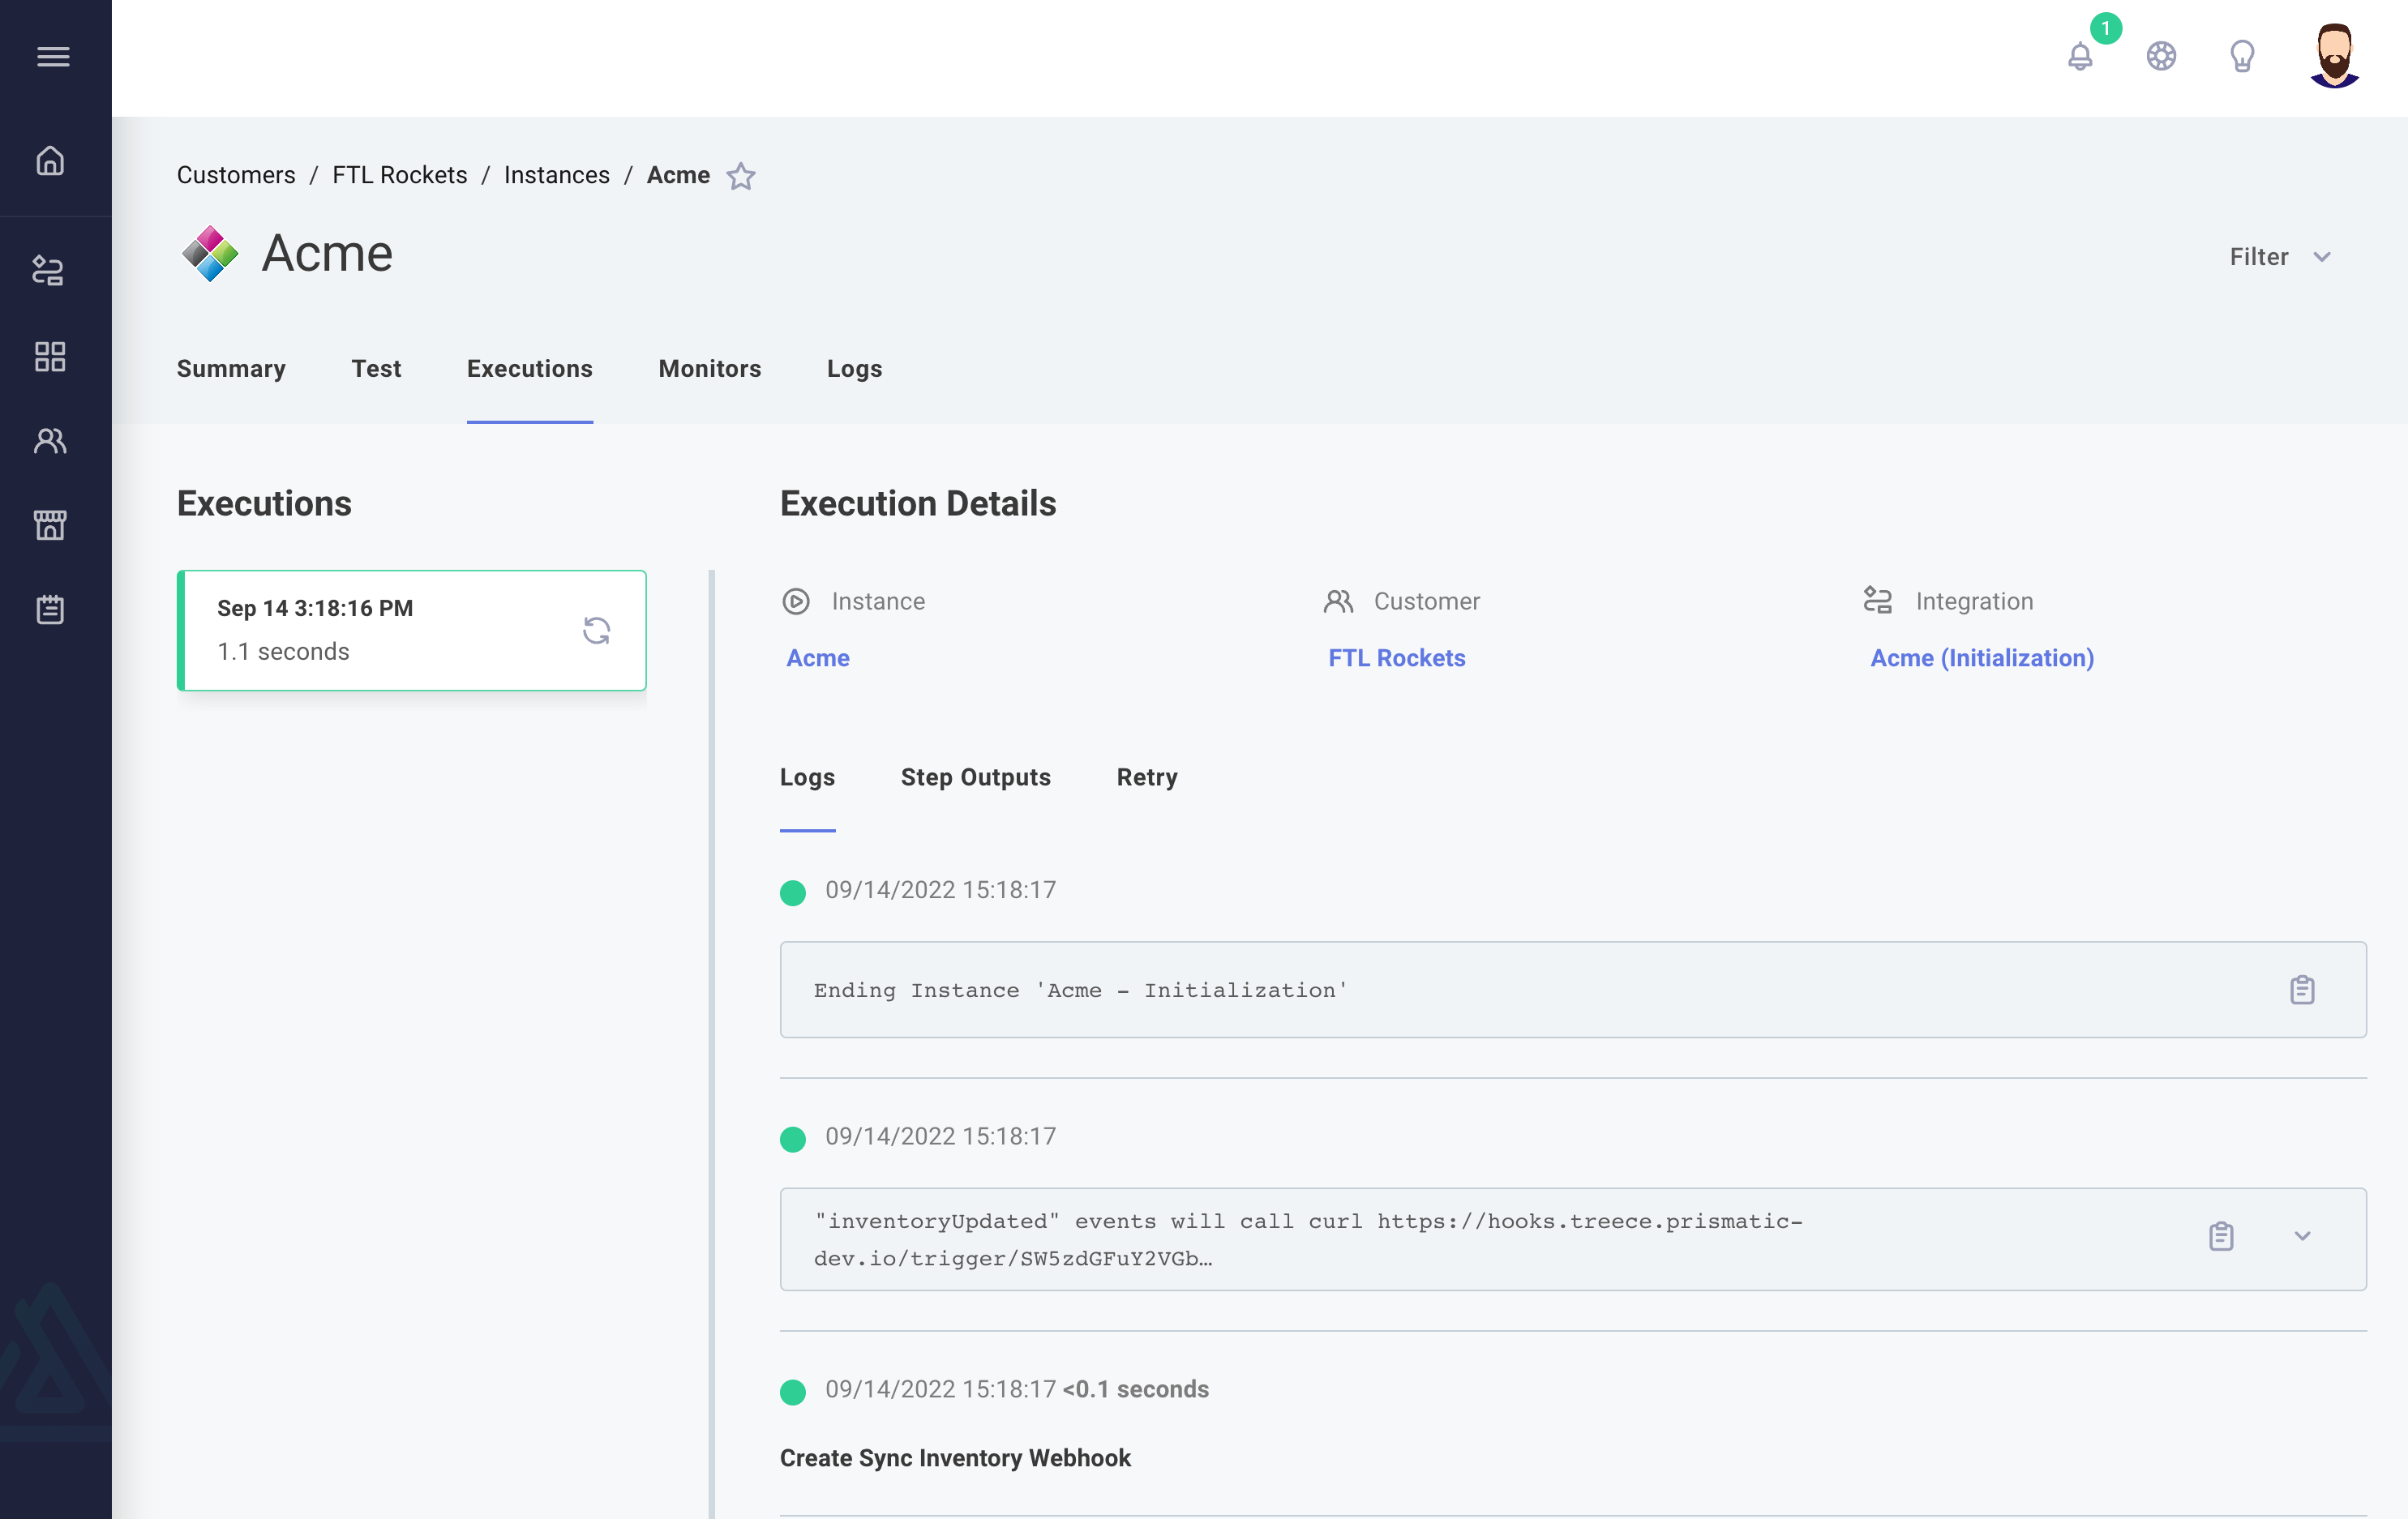 1
Customers / FTL Rockets / Instances / Acme
Acme
Filter
Summary Test Executions Monitors Logs
Executions
Execution Details
Sep 14 3:18:16 PM
1.1 seconds
Instance Customer Integration
Acme FTL Rockets Acme (Initialization)
Logs Step Outputs Retry
09/14/2022 15:18:17
Ending Instance 'Acme - Initialization'
09/14/2022 15:18:17
"inventoryUpdated" events will call curl https://hooks.treece.prismatic-
dev.io/trigger/SW5zdGFuY2VGb…
09/14/2022 15:18:17 <0.1 seconds
Create Sync Inventory Webhook